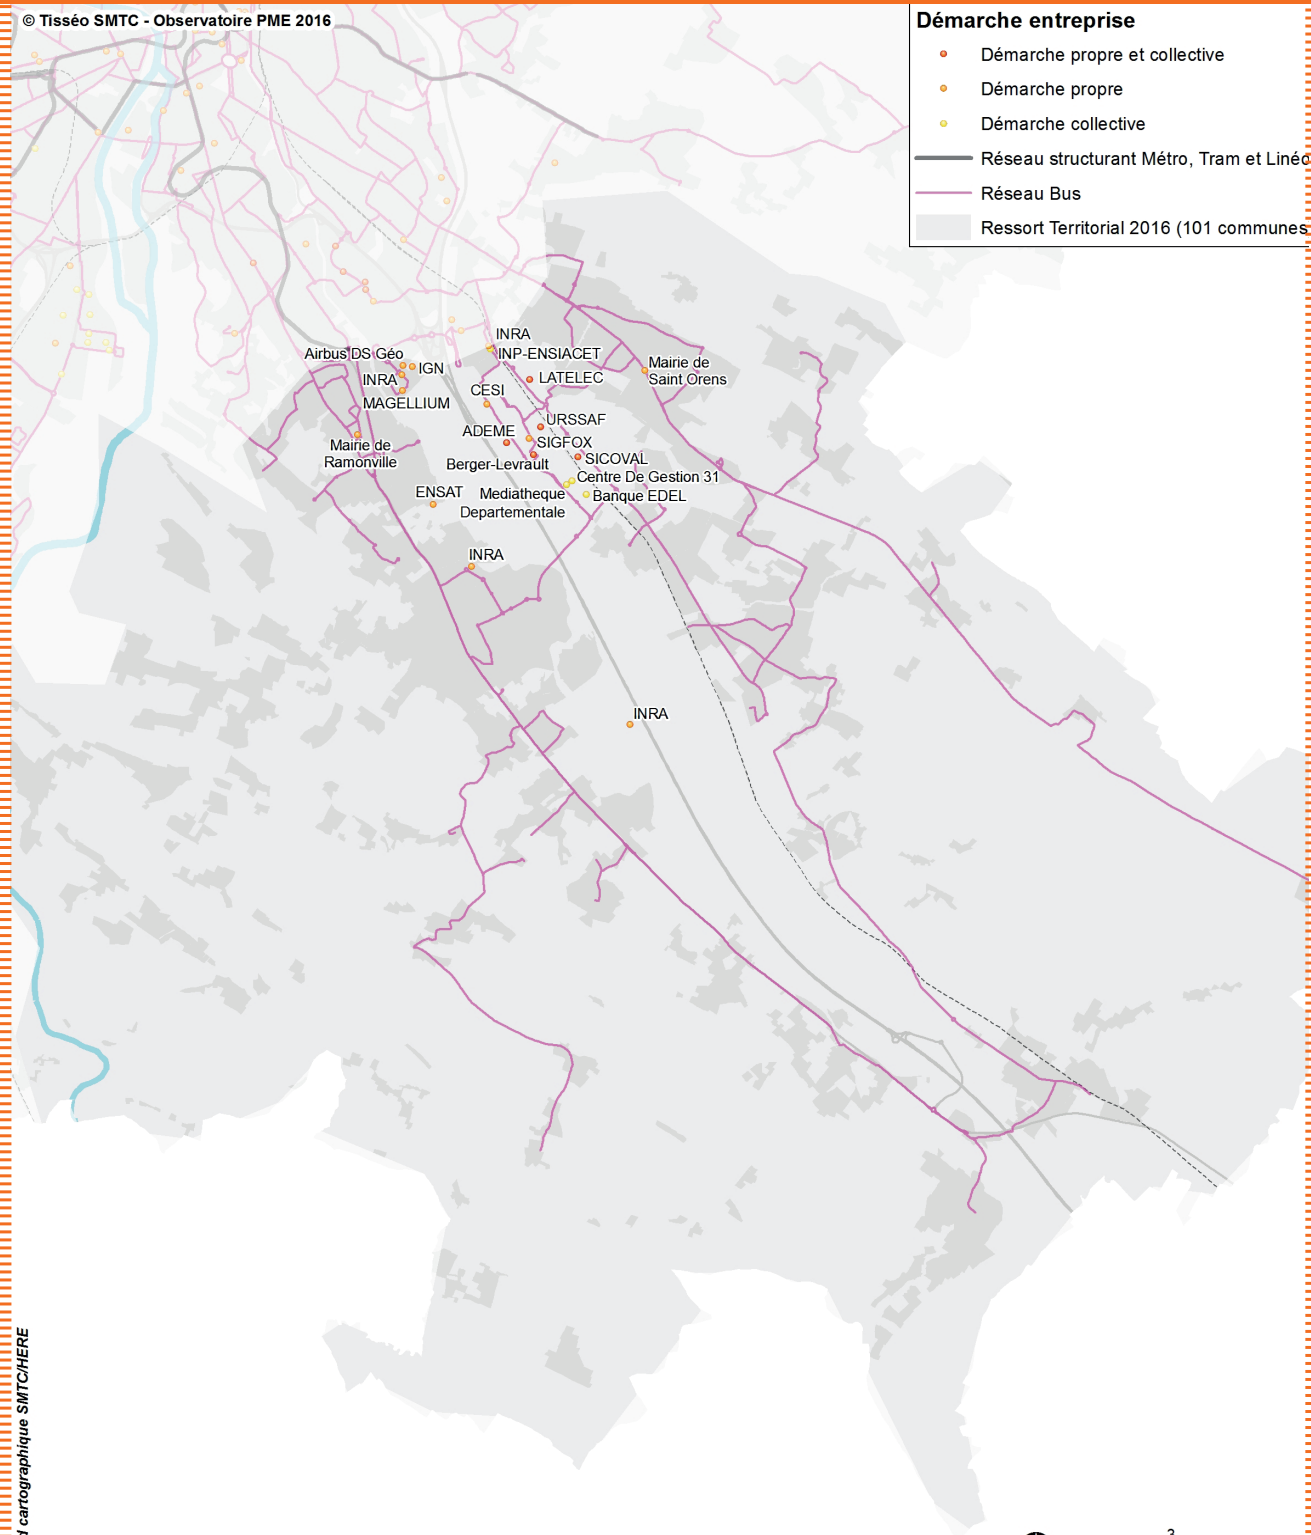 © Tisséo SMTC - Observatoire PME 2016
Démarche entreprise
Démarche propre et collective
Démarche propre
Démarche collective
Réseau structurant Métro, Tram et Linéo
Réseau Bus
Ressort Territorial 2016 (101 communes
INRA
INP-ENSIACET
Airbus DS Géo
IGN
INRA
MAGELLIUM
CESI
LATELEC
Mairie de
Saint Orens
URSSAF
ADEME
SIGFOX
Mairie de
Ramonville
Berger-Levrault
SICOVAL
Centre De Gestion 31
ENSAT
Mediatheque
Departementale
Banque EDEL
INRA
INRA
d cartographique SMTC/HERE
3